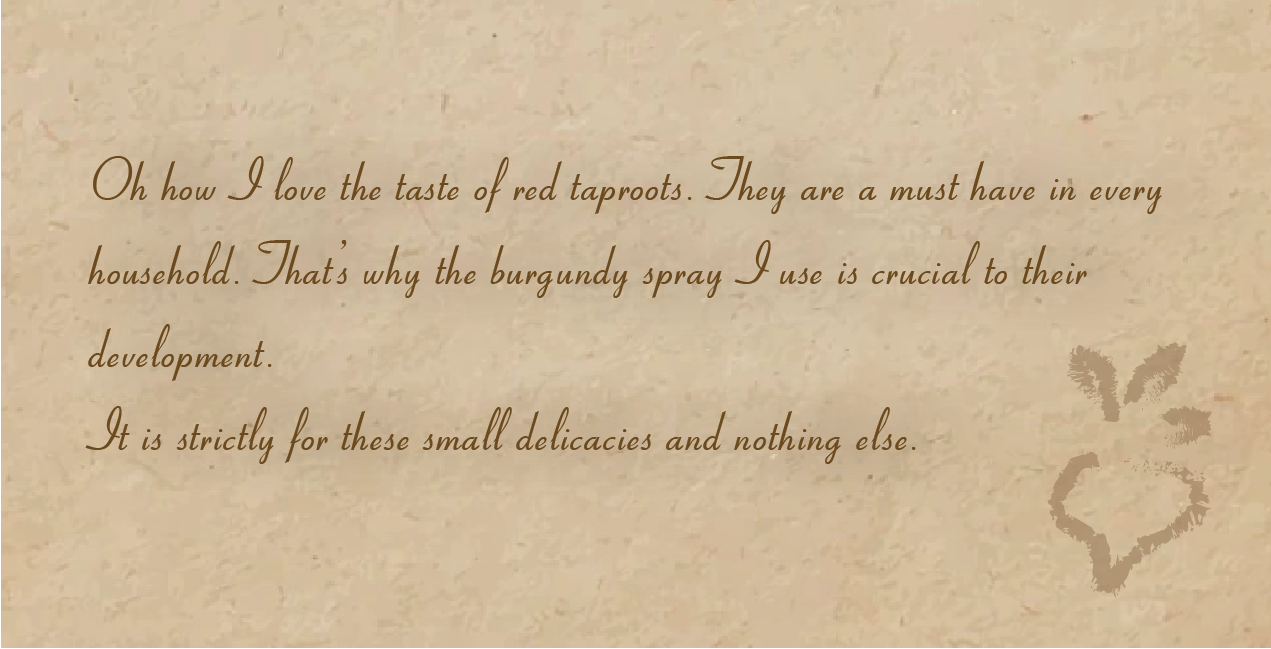 Oh how I love the taste of red taproots. They are a must have in every
household. That's why the burgundy spray I use is crucial to their
development.
It is strictly for these small delicacies and nothing else.